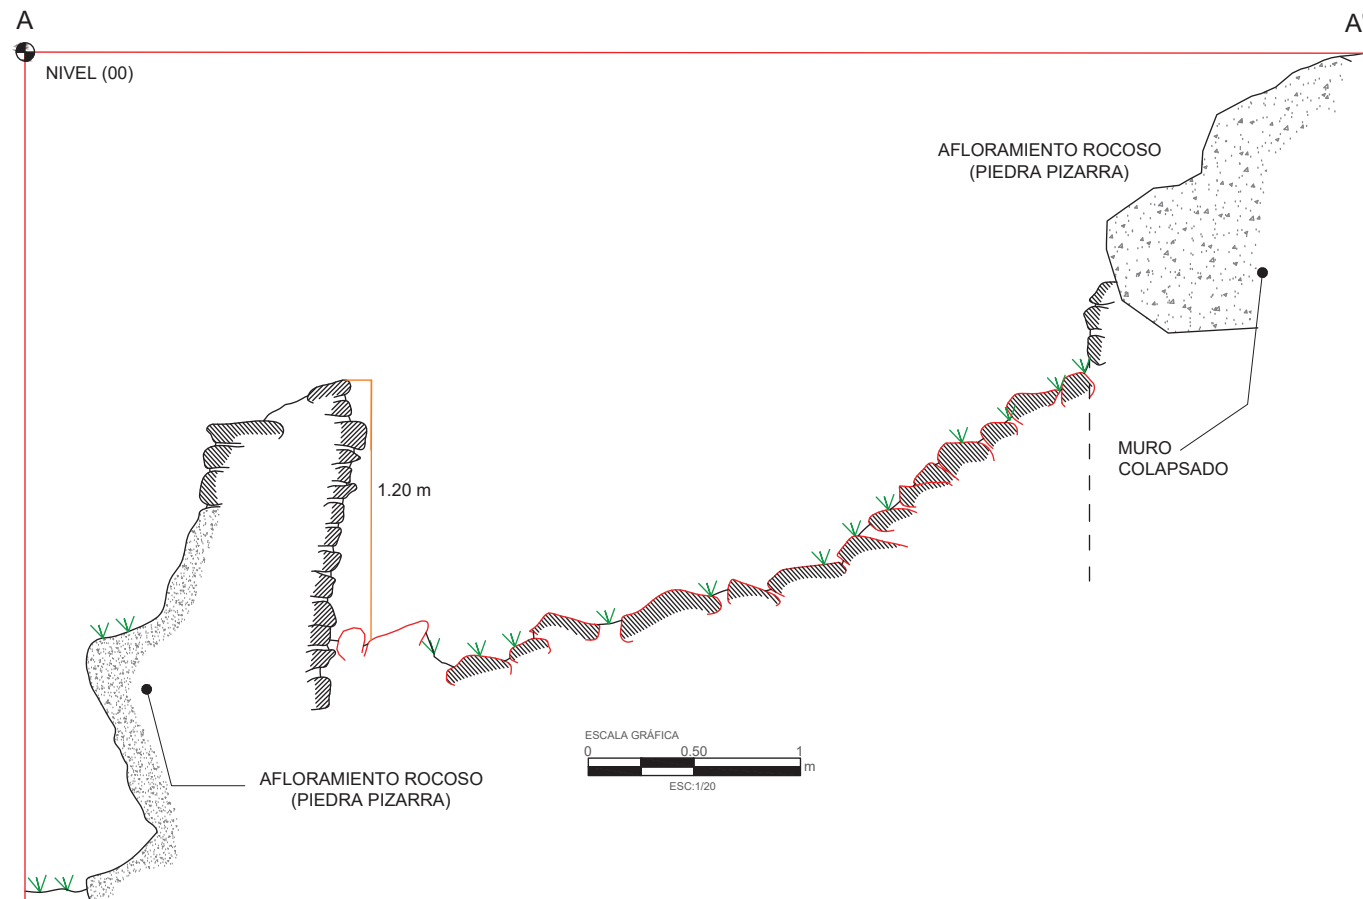 A
A'
NIVEL (00)
AFLORAMIENTO ROCOSO
(PIEDRA PIZARRA)
MURO
COLAPSADO
1.20 m
ESCALA GRÁFICA
0 0.50 1
m
ESC:1/20
AFLORAMIENTO ROCOSO
(PIEDRA PIZARRA)